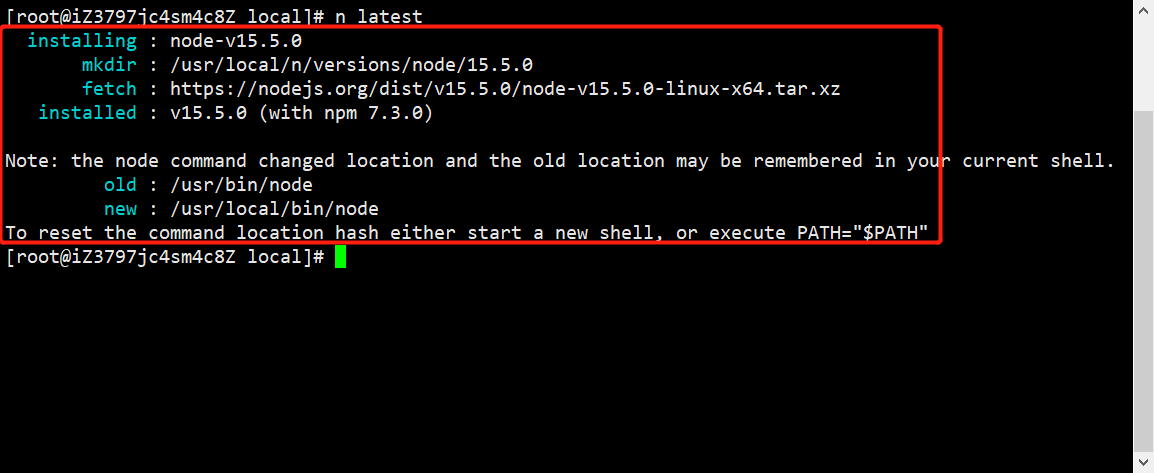 [root@iZ3797jc4sm4c8Z local]# n latest
installing : node-v15.5.0
mkdir : /usr/local/n/versions/node/15.5.0
fetch : https://nodejs.org/dist/v15.5.0/node-v15.5.0-linux-x64.tar.xz
installed : v15.5.0 (with npm 7.3.0)
Note: the node command changed location and the old location may be remembered in your current shell.
old : /usr/bin/node
new : /usr/local/bin/node
To reset the command location hash either start a new shell, or execute PATH="$PATH"
[root@iZ3797jc4sm4c8Z local]#